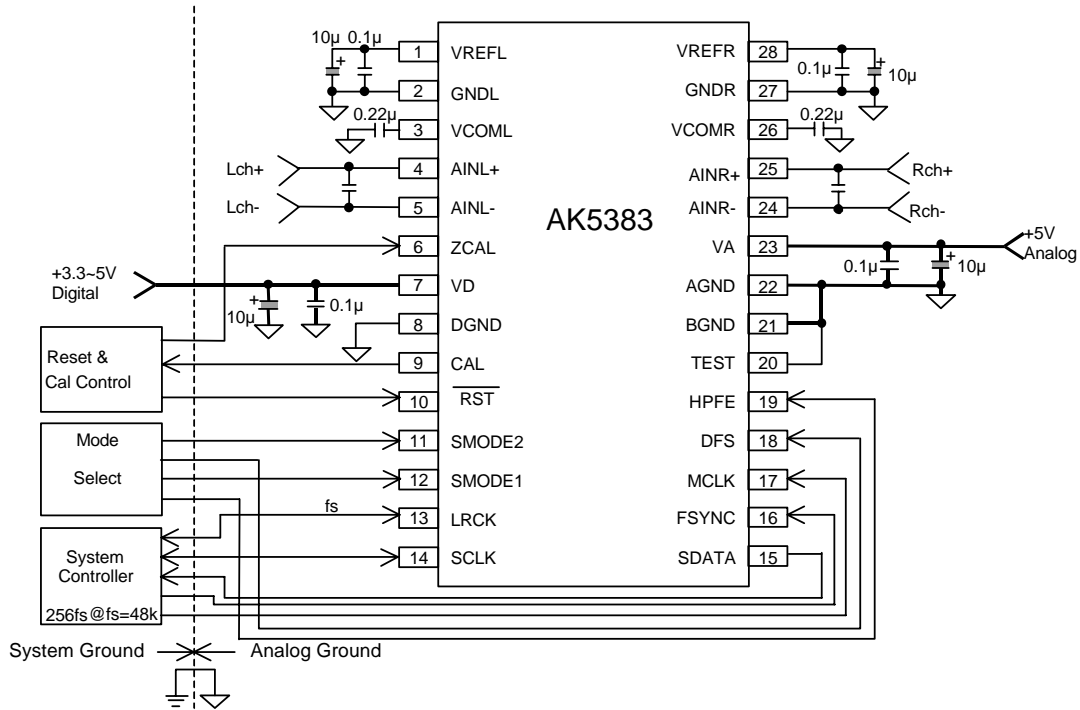 10µ 0.1µ
1 VREFL
2 GNDL
0.22µ
3 VCOML
Lch+
4 AINL+
Lch-
5 AINL-
6 ZCAL
+3.3~5V
Digital
7 VD
10µ
0.1µ
8 DGND
Reset &
Cal Control
9 CAL
10 RST
Mode
Select
11 SMODE2
12 SMODE1
fs
13 LRCK
System
Controller
256fs@fs=48k
14 SCLK
AK5383
VREFR 28
0.1µ
+
10µ
GNDR 27
0.22µ
VCOMR 26
AINR+ 25
Rch+
AINR- 24
Rch-
VA 23
+5V
Analog
0.1µ
+
10µ
AGND 22
BGND 21
TEST 20
HPFE 19
DFS 18
MCLK 17
FSYNC 16
SDATA 15
System Ground
Analog Ground